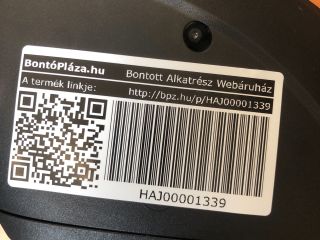 BontóPláza.hu Bontott Alkatrész Webáruház
A termék linkje: http://bpz.hu/p/HAJ00001339
HAJ00001339